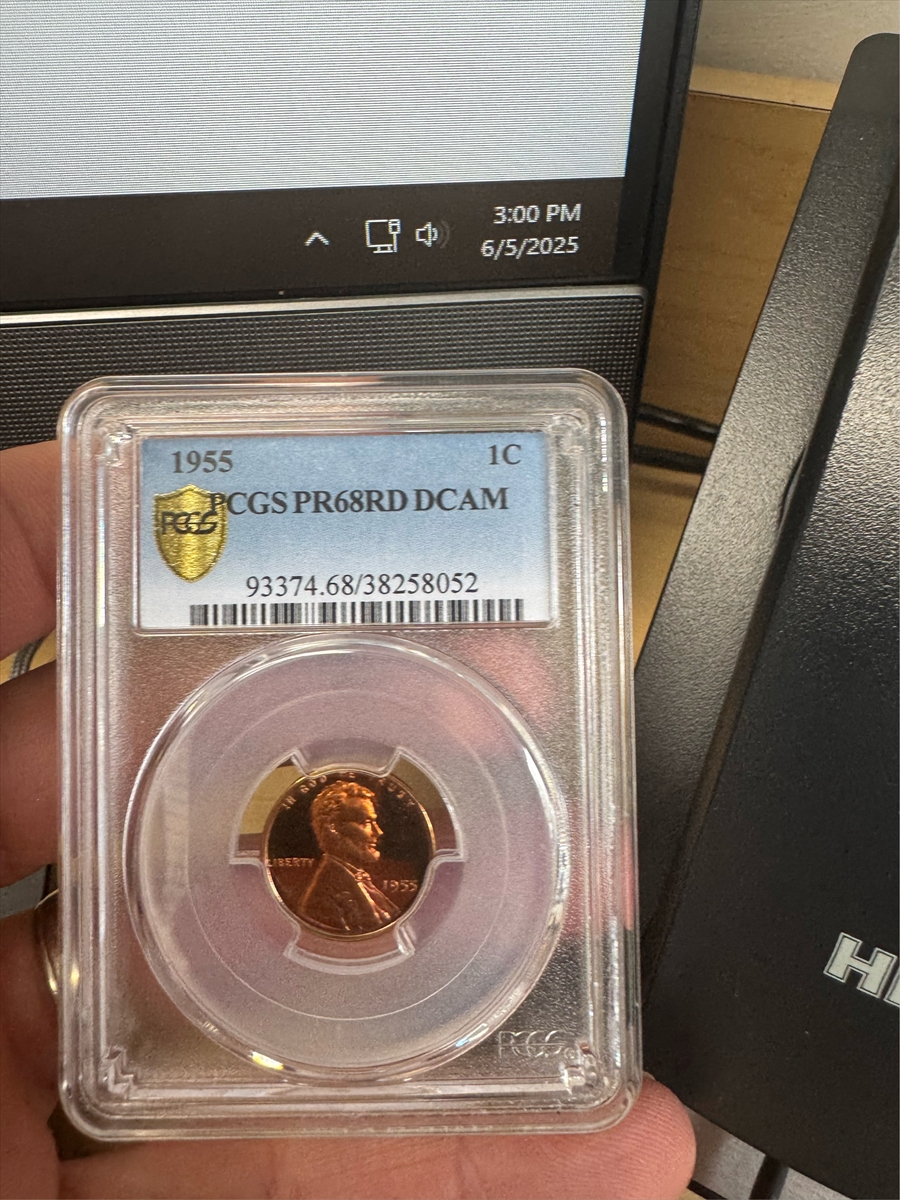 3:00 PM
6/5/2025
1955 1C
PCGS PR68RD DCAM
PCGS
93374.68/38258052
IN GOD WE TRUST
LIBERTY
1955
PCGS